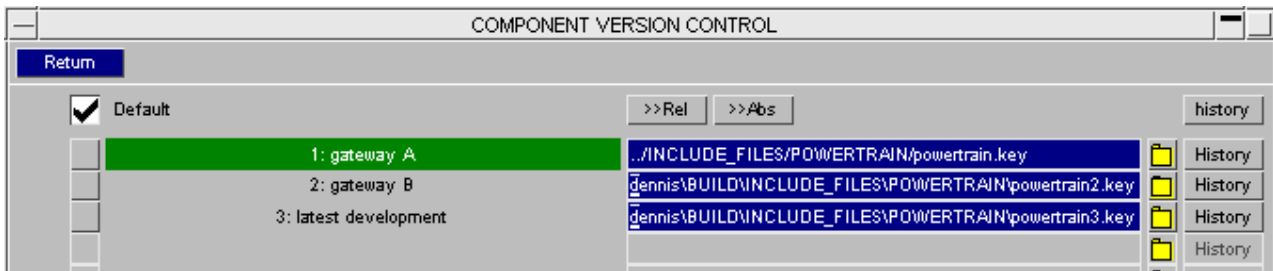 COMPONENT VERSION CONTROL
Return
Default >>Rel >>Abs history
1: gateway A ../INCLUDE_FILES/POWERTRAIN/powertrain.key History
2: gateway B dennis\BUILD\INCLUDE_FILES\POWERTRAIN\powertrain2.key History
3: latest development dennis\BUILD\INCLUDE_FILES\POWERTRAIN\powertrain3.key History
History